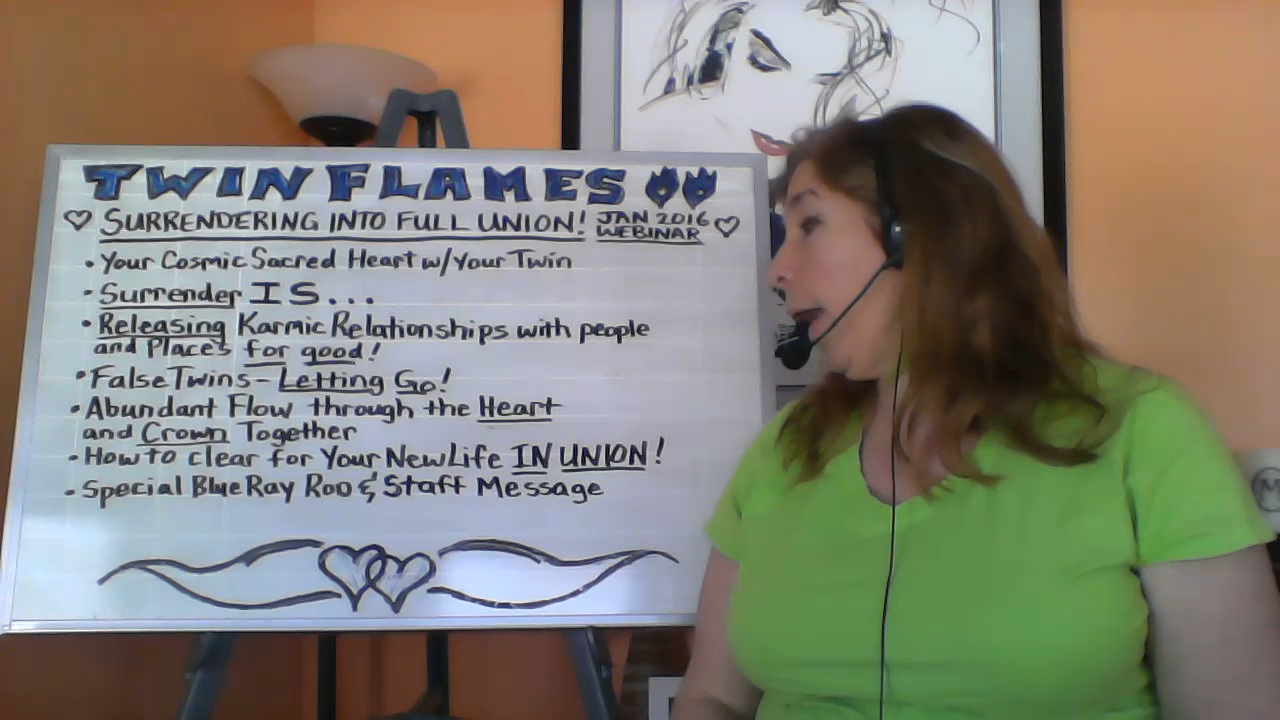 TWIN FLAMES
♡ SURRENDERING INTO FULL UNION! JAN 2016 WEBINAR ♡
• Your Cosmic Sacred Heart w/Your Twin
• Surrender IS...
• Releasing Karmic Relationships with people
and Places for good!
• False Twins - Letting Go!
• Abundant Flow through the Heart
and Crown Together
• How to clear for Your New Life IN UNION!
• Special Blue Ray Rod & Staff Message
M